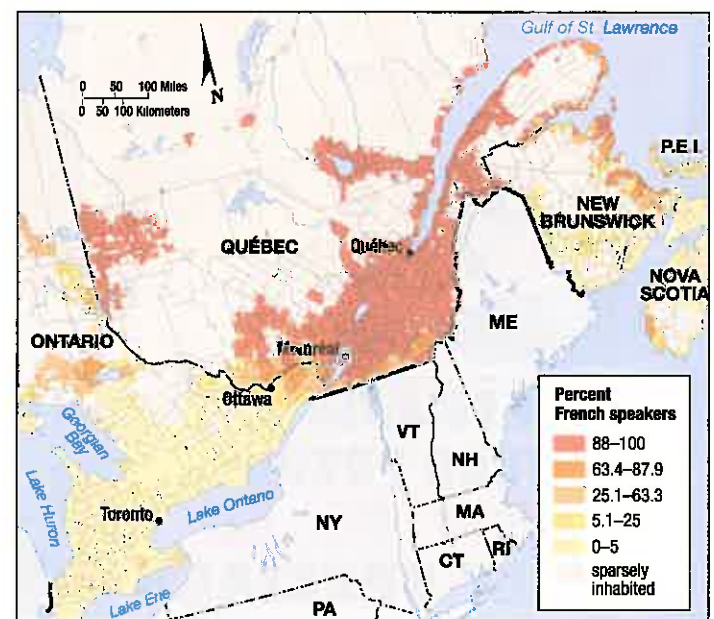 Gulf of St Lawrence
0 50 100 Miles
0 50 100 Kilometers
N
P.E I.
NEW
BRUNSWICK
QUÉBEC
Québec
NOVA
SCOTIA
ME
ONTARIO
Montréal
Ottawa
Georgian
Bay
VT
NH
Lake Huron
Toronto
Lake Ontario
NY
MA
CT
RI
Lake Erie
PA
Percent
French speakers
88–100
63.4–87.9
25.1–63.3
5.1–25
0–5
sparsely
inhabited